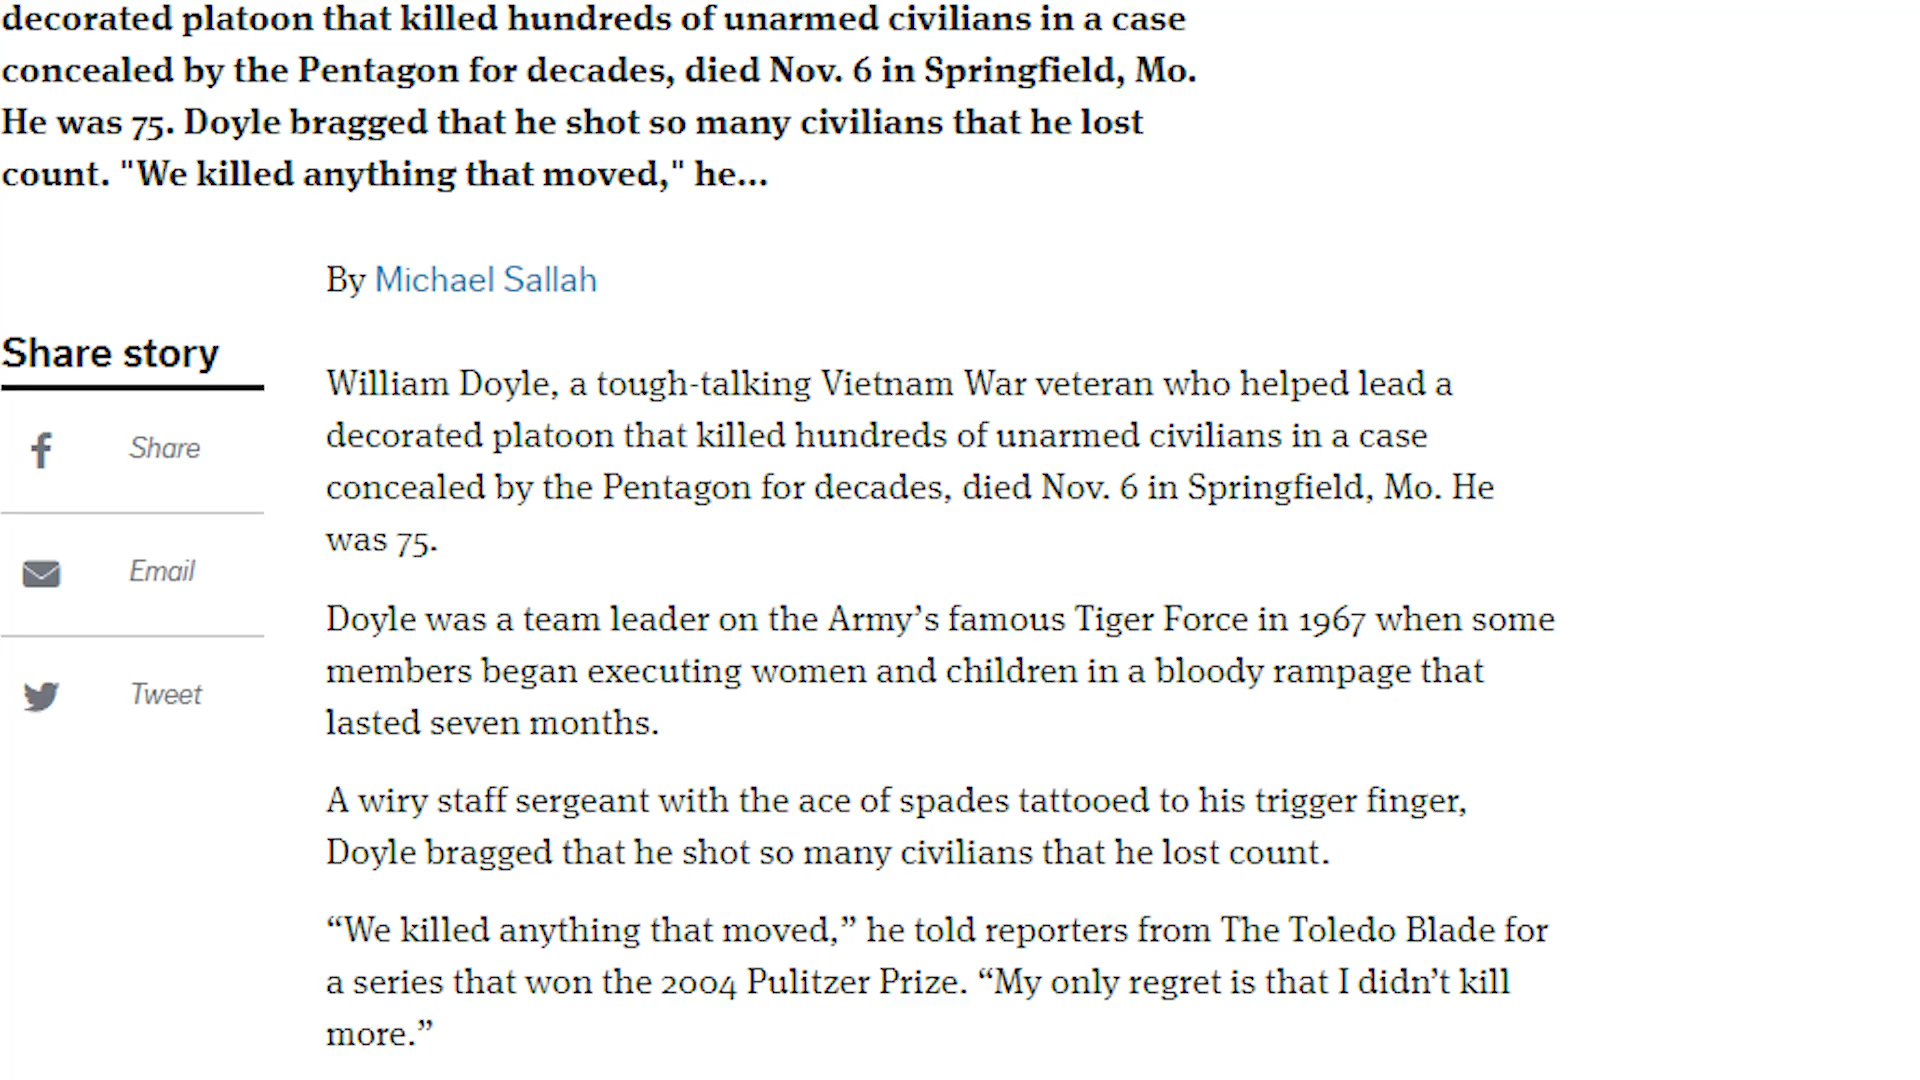 decorated platoon that killed hundreds of unarmed civilians in a case
concealed by the Pentagon for decades, died Nov. 6 in Springfield, Mo.
He was 75. Doyle bragged that he shot so many civilians that he lost
count. "We killed anything that moved," he...
By Michael Sallah
Share story
Share
Email
Tweet
William Doyle, a tough-talking Vietnam War veteran who helped lead a
decorated platoon that killed hundreds of unarmed civilians in a case
concealed by the Pentagon for decades, died Nov. 6 in Springfield, Mo. He
was 75.
Doyle was a team leader on the Army’s famous Tiger Force in 1967 when some
members began executing women and children in a bloody rampage that
lasted seven months.
A wiry staff sergeant with the ace of spades tattooed to his trigger finger,
Doyle bragged that he shot so many civilians that he lost count.
“We killed anything that moved,” he told reporters from The Toledo Blade for
a series that won the 2004 Pulitzer Prize. “My only regret is that I didn’t kill
more.”